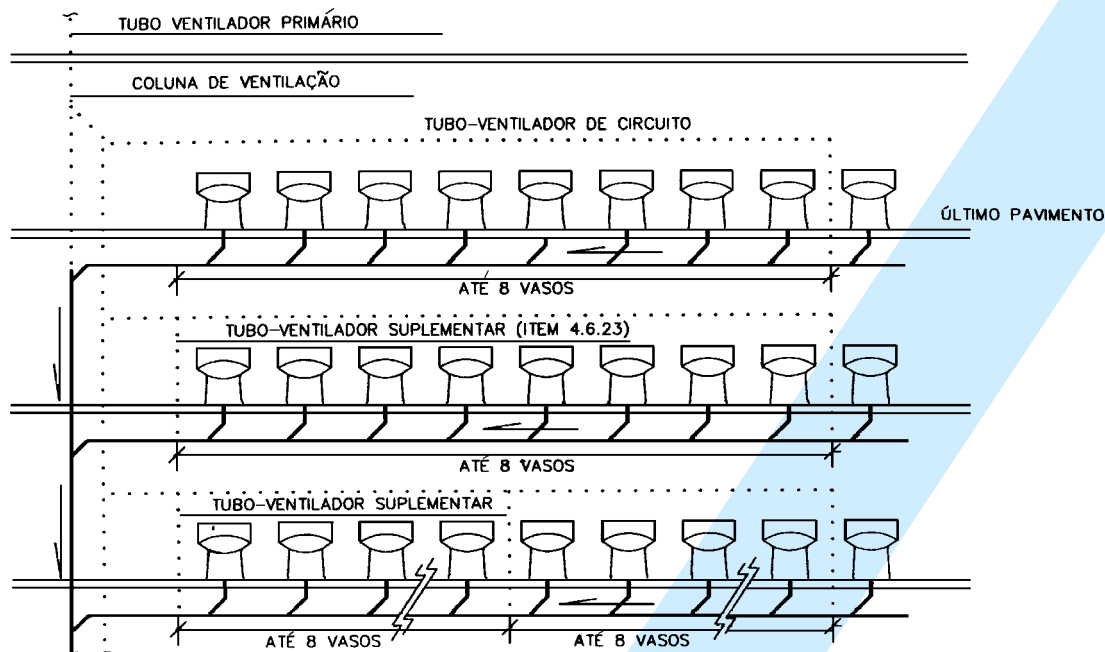 TUBO VENTILADOR PRIMÁRIO
COLUNA DE VENTILAÇÃO
TUBO-VENTILADOR DE CIRCUITO
ÚLTIMO PAVIMENTO
ATÉ 8 VASOS
TUBO-VENTILADOR SUPLEMENTAR (ITEM 4.6.23)
ATÉ 8 VASOS
TUBO-VENTILADOR SUPLEMENTAR
ATÉ 8 VASOS
ATÉ 8 VASOS